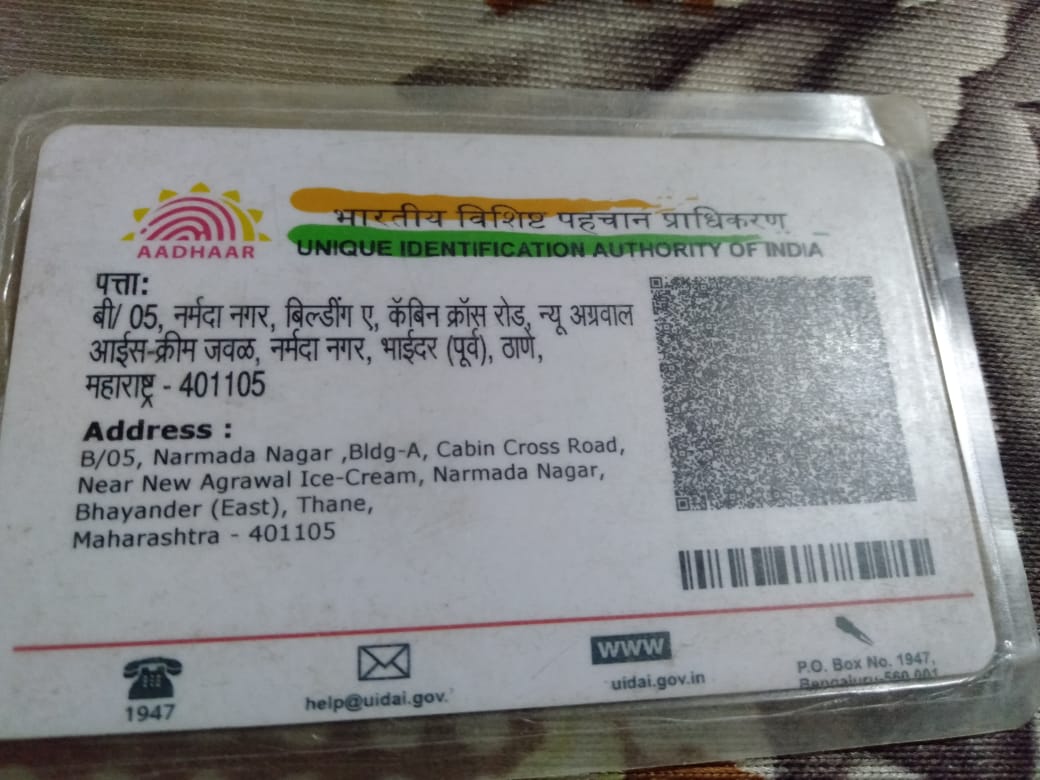 भारतीय विशिष्ट पहचान प्राधिकरण
AADHAAR
UNIQUE IDENTIFICATION AUTHORITY OF INDIA
पत्ता:
बी/ 05, नर्मदा नगर, बिल्डींग ए, कॅबिन क्रॉस रोड, न्यू अग्रवाल
आईस-क्रीम जवळ, नर्मदा नगर, भाईदर (पूर्व), ठाणे,
महाराष्ट्र - 401105
Address :
B/05, Narmada Nagar ,Bldg-A, Cabin Cross Road,
Near New Agrawal Ice-Cream, Narmada Nagar,
Bhayander (East), Thane,
Maharashtra - 401105
1947
help@uidai.gov.
www
uidai.gov.in
P.O. Box No. 1947,
Bengaluru-560 001